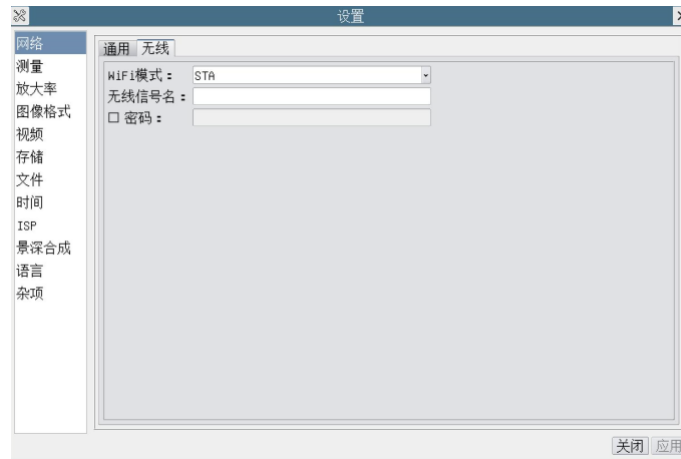 设置
网络
测量
放大率
图像格式
视频
存储
文件
时间
ISP
景深合成
语言
杂项
通用 无线
WiFi模式： STA
无线信号名：
密码：
关闭 应用